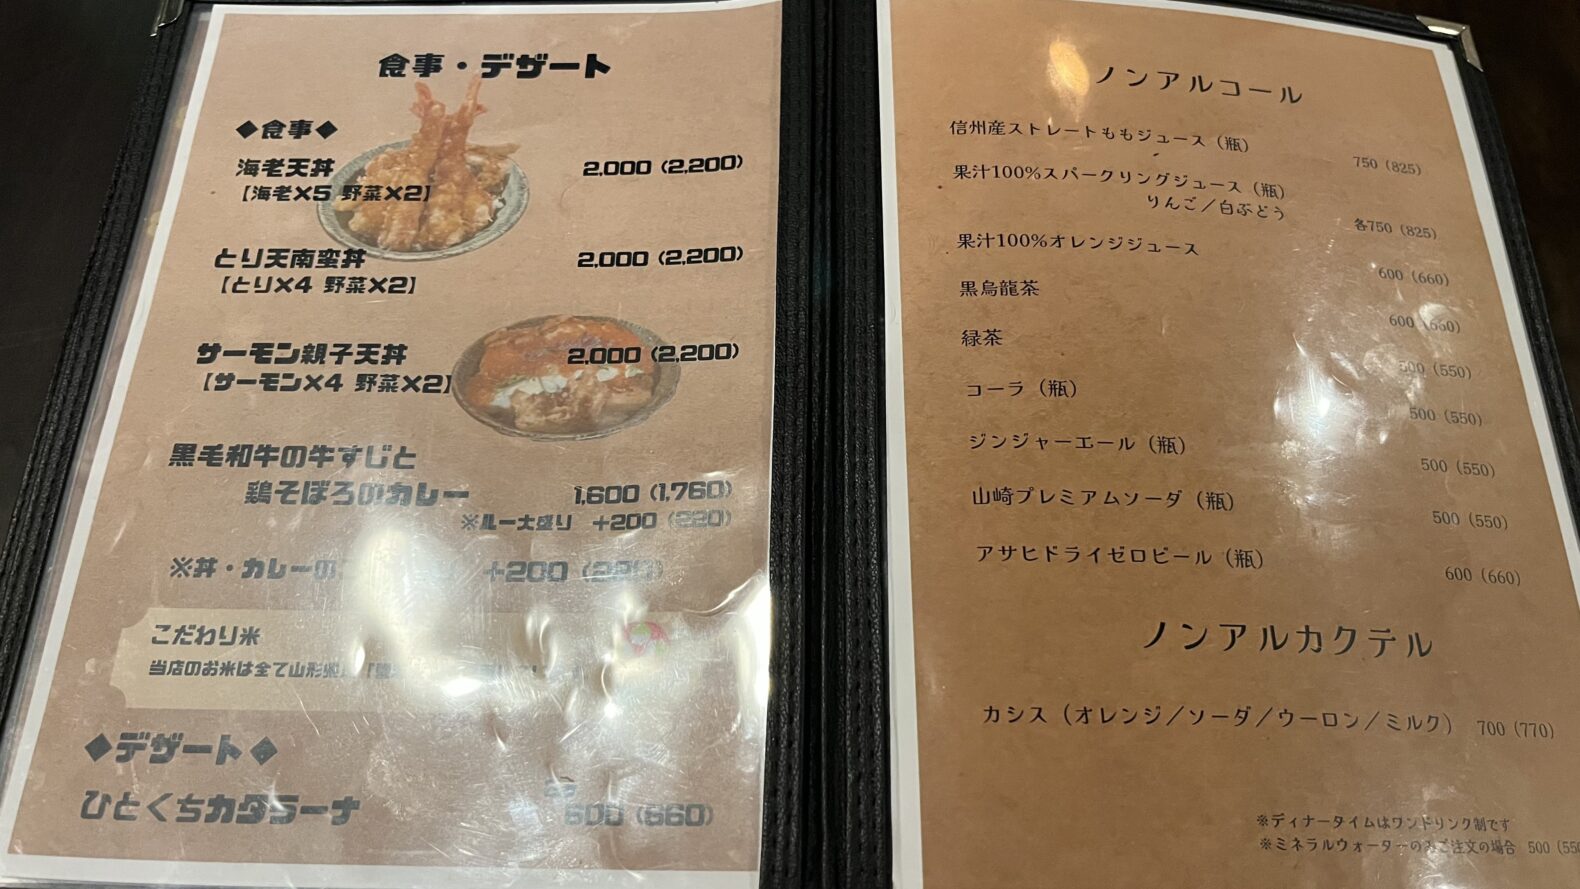 食事・デザート
◆食事◆
海老天丼 2,000 (2,200)
【海老×5 野菜×2】
とり天南蛮丼 2,000 (2,200)
【とり×4 野菜×2】
サーモン親子天丼 2,000 (2,200)
【サーモン×4 野菜×2】
黒毛和牛の牛すじと
鶏そぼろのカレー 1,600 (1,760)
※ルー大盛り +200 (220)
※丼・カレーの +200
こだわり米
当店のお米は全て山形県
◆デザート◆
ひとくちカタラーナ 600 (660)
ノンアルコール
信州産ストレートももジュース（瓶）
750 (825)
果汁100%スパークリングジュース（瓶）
りんご／白ぶどう
各750 (825)
果汁100%オレンジジュース
600 (660)
黒烏龍茶
600 (660)
緑茶
500 (550)
コーラ（瓶）
500 (550)
ジンジャーエール（瓶）
500 (550)
山崎プレミアムソーダ（瓶）
500 (550)
アサヒドライゼロビール（瓶）
600 (660)
ノンアルカクテル
カシス（オレンジ／ソーダ／ウーロン／ミルク） 700 (770)
※ディナータイムはワンドリンク制です
※ミネラルウォーターのみご注文の場合 500 (550